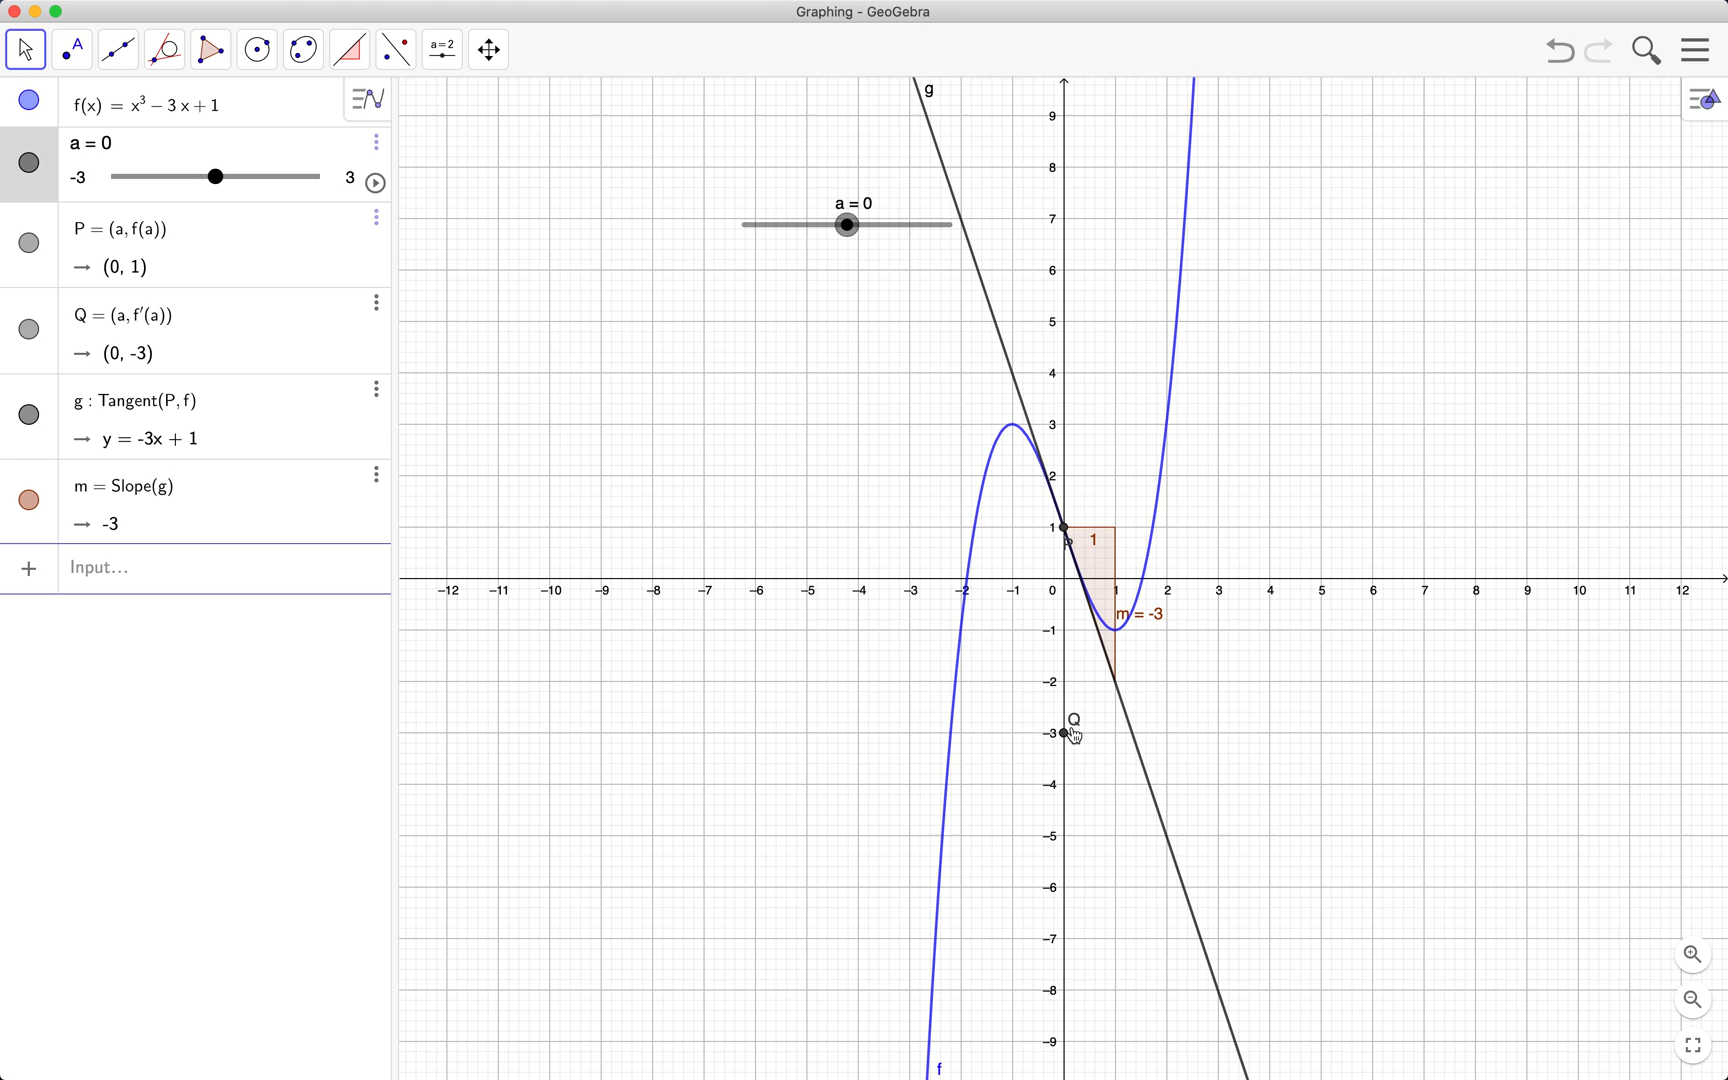 Graphing - GeoGebra
A
a=2
f(x) = x³ − 3 x + 1
a = 0
-3
3
P = (a, f(a))
→ (0, 1)
Q = (a, f′(a))
→ (0, -3)
g : Tangent(P, f)
→ y = -3x + 1
m = Slope(g)
→ -3
+ Input…
g
a = 0
9
8
7
6
5
4
3
2
1
P
1
–12 –11 –10 –9 –8 –7 –6 –5 –4 –3 –2 –1 0 1 2 3 4 5 6 7 8 9 10 11 12
m = -3
–1
–2
Q
–3
–4
–5
–6
–7
–8
–9
f